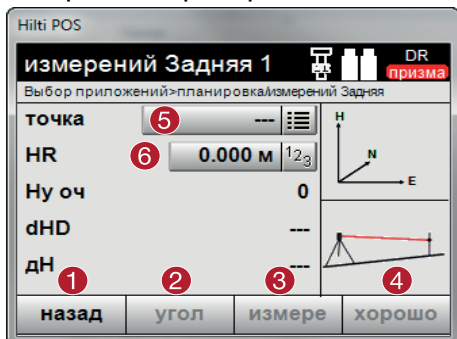 Hilti POS
измерений Задняя 1
DR
призма
Выбор приложений>планировка/измерений Задняя
точка
5
---
HR
6
0.000 м
123
Ну оч
0
dHD
---
дН
---
H
N
E
1
2
3
4
назад
угол
измере
хорошо